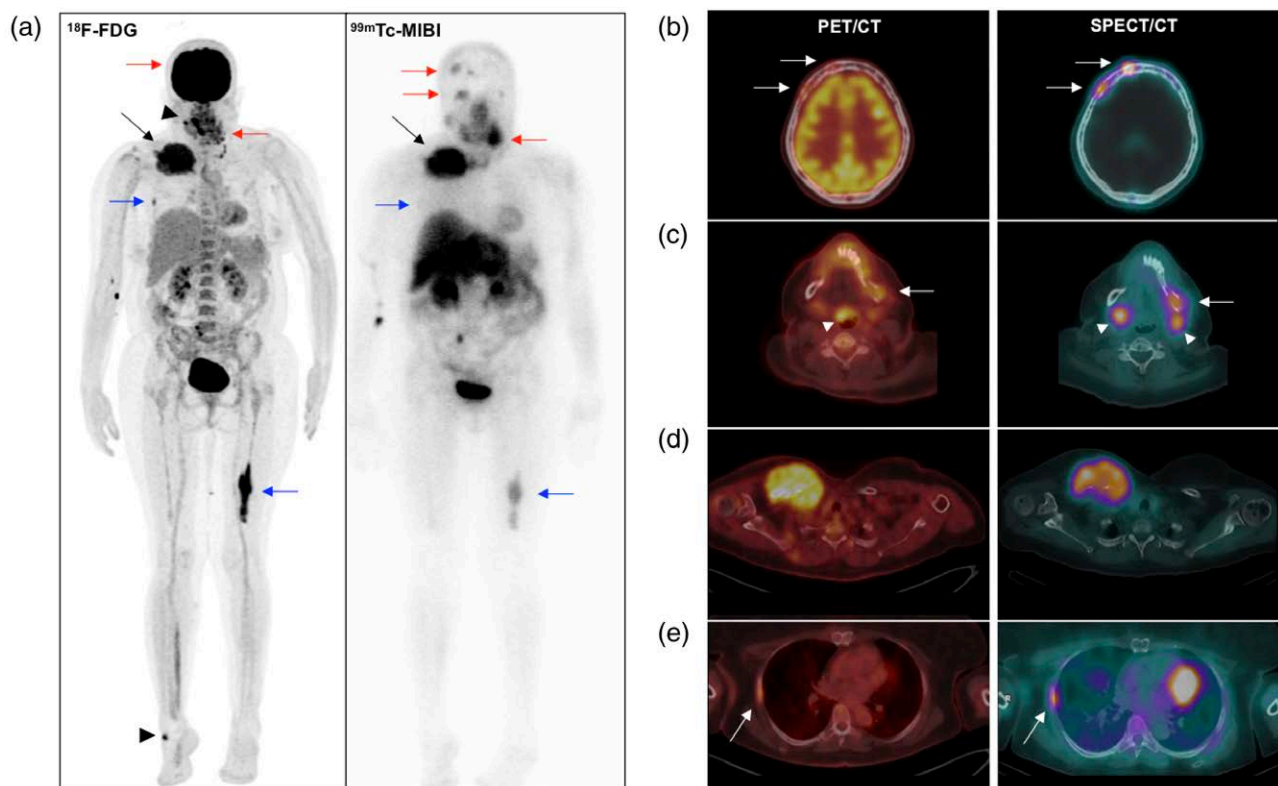 (a)
¹⁸F-FDG
⁹⁹ᵐTc-MIBI
(b)
PET/CT
SPECT/CT
(c)
(d)
(e)